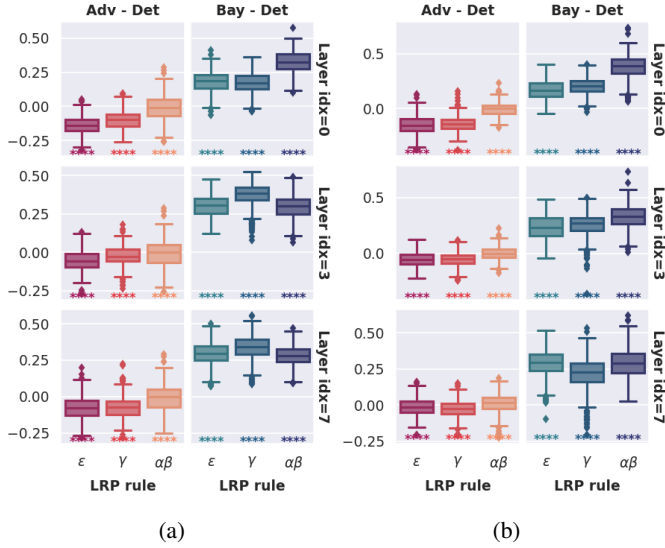 Adv - Det Bay - Det
0.50
0.25
0.00
−0.25
**** **** **** **** **** ****
Layer idx=0
0.50
0.25
0.00
−0.25
**** **** **** **** **** ****
Layer idx=3
0.50
0.25
0.00
−0.25
**** **** **** **** **** ****
Layer idx=7
ε γ αβ ε γ αβ
LRP rule LRP rule
(a)
Adv - Det Bay - Det
0.5
0.0
**** **** **** **** **** ****
Layer idx=0
0.5
0.0
**** **** **** **** **** ****
Layer idx=3
0.50
0.25
0.00
−0.25
**** **** **** **** **** ****
Layer idx=7
ε γ αβ ε γ αβ
LRP rule LRP rule
(b)